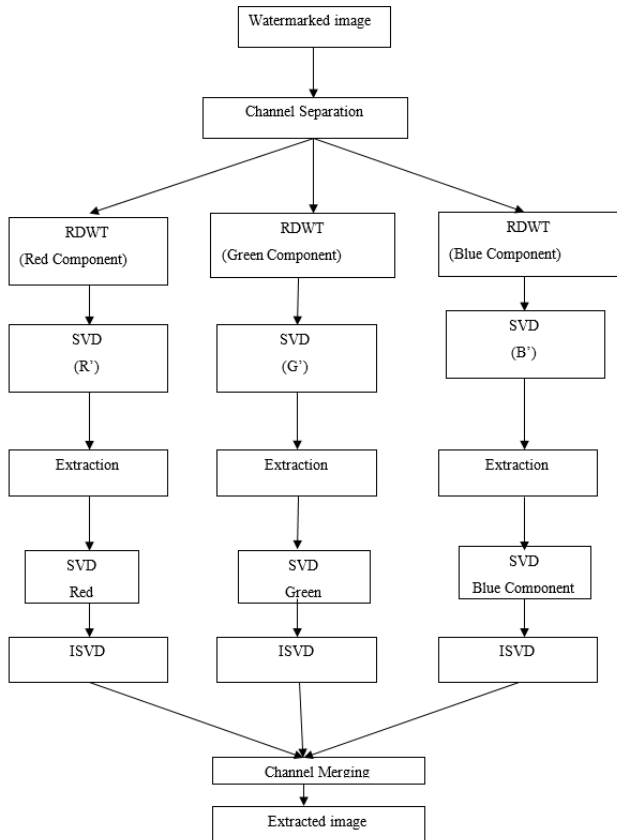 Watermarked image
Channel Separation
RDWT
(Red Component)
RDWT
(Green Component)
RDWT
(Blue Component)
SVD
(R’)
SVD
(G’)
SVD
(B’)
Extraction
Extraction
Extraction
SVD
Red
SVD
Green
SVD
Blue Component
ISVD
ISVD
ISVD
Channel Merging
Extracted image